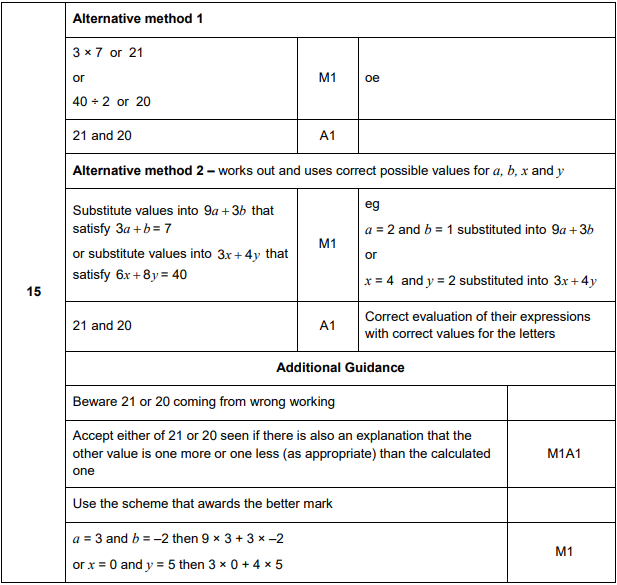 Alternative method 1
3 × 7 or 21
or
40 ÷ 2 or 20
M1
oe
21 and 20
A1
Alternative method 2 – works out and uses correct possible values for a, b, x and y
Substitute values into 9a + 3b that
satisfy 3a + b = 7
or substitute values into 3x + 4y that
satisfy 6x + 8y = 40
M1
eg
a = 2 and b = 1 substituted into 9a + 3b
or
x = 4 and y = 2 substituted into 3x + 4y
15
21 and 20
A1
Correct evaluation of their expressions
with correct values for the letters
Additional Guidance
Beware 21 or 20 coming from wrong working
Accept either of 21 or 20 seen if there is also an explanation that the
other value is one more or one less (as appropriate) than the calculated
one
M1A1
Use the scheme that awards the better mark
a = 3 and b = –2 then 9 × 3 + 3 × –2
or x = 0 and y = 5 then 3 × 0 + 4 × 5
M1